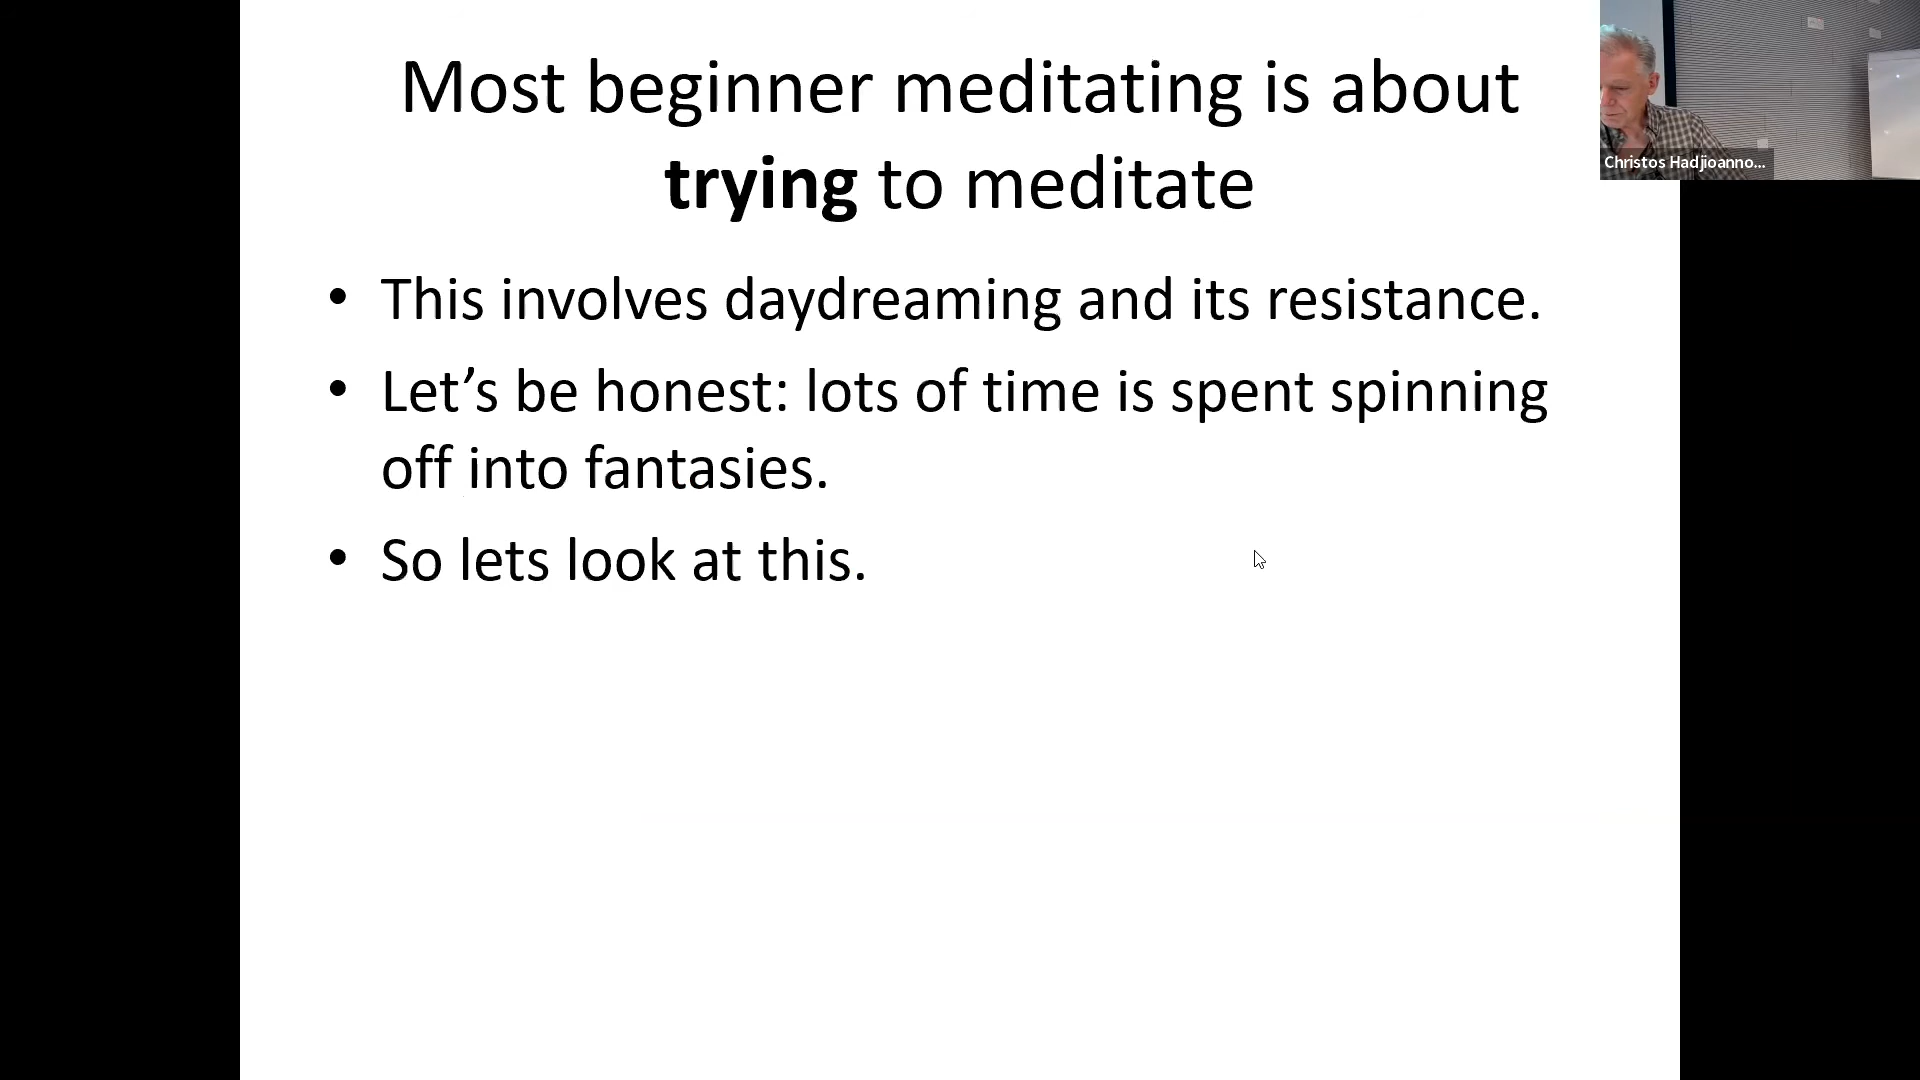 Most beginner meditating is about
trying to meditate
• This involves daydreaming and its resistance.
• Let’s be honest: lots of time is spent spinning
off into fantasies.
• So lets look at this.
Christos Hadjioanno...